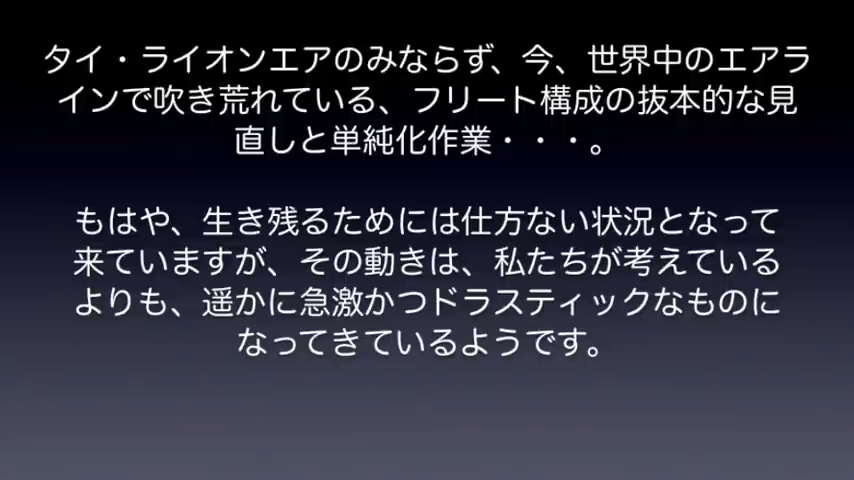 タイ・ライオンエアのみならず、今、世界中のエアラ
インで吹き荒れている、フリート構成の抜本的な見
直しと単純化作業・・・。
もはや、生き残るためには仕方ない状況となって
来ていますが、その動きは、私たちが考えている
よりも、遥かに急激かつドラスティックなものに
なってきているようです。